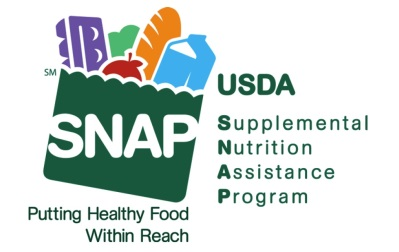 SM
SNAP
Putting Healthy Food
Within Reach
USDA
Supplemental
Nutrition
Assistance
Program